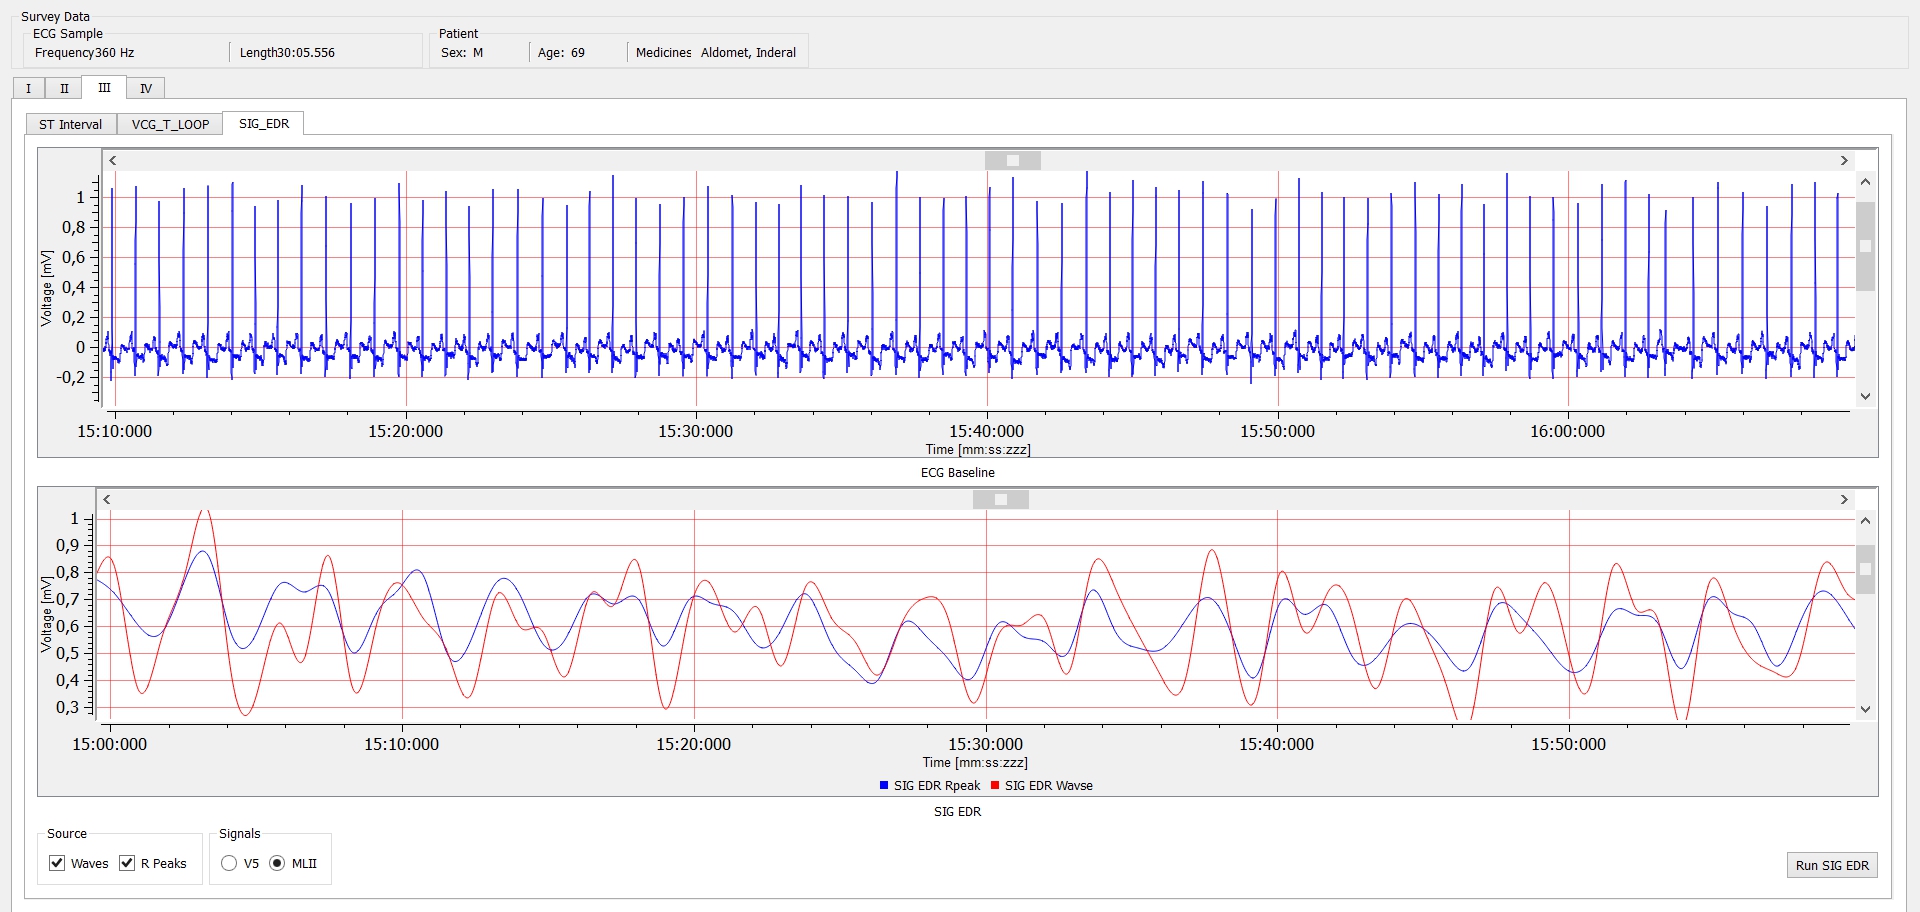 Survey Data
ECG Sample
Patient
Frequency360 Hz
Length30:05.556
Sex: M
Age: 69
Medicines Aldomet, Inderal
I II III IV
ST Interval VCG_T_LOOP SIG_EDR
Voltage [mV]
1
0,8
0,6
0,4
0,2
0
-0,2
15:10:000 15:20:000 15:30:000 15:40:000 15:50:000 16:00:000
Time [mm:ss:zzz]
ECG Baseline
Voltage [mV]
1
0,9
0,8
0,7
0,6
0,5
0,4
0,3
15:00:000 15:10:000 15:20:000 15:30:000 15:40:000 15:50:000
Time [mm:ss:zzz]
SIG EDR Rpeak SIG EDR Wavse
SIG EDR
Source
Signals
Waves R Peaks
V5 MLII
Run SIG EDR